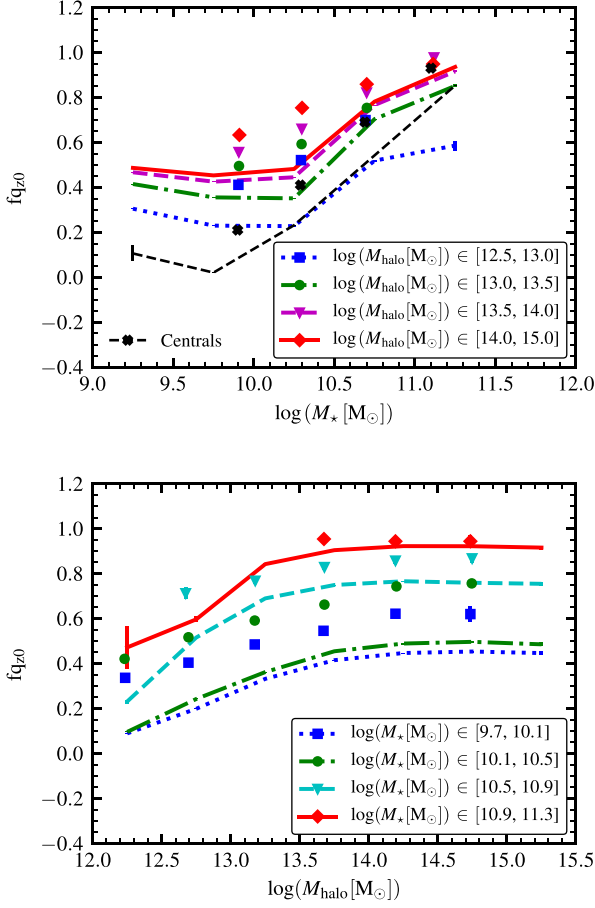 1.2
1.0
0.8
0.6
0.4
0.2
0.0
−0.2
−0.4
fq_z0
log(M_halo[M_⊙]) ∈ [12.5, 13.0]
log(M_halo[M_⊙]) ∈ [13.0, 13.5]
log(M_halo[M_⊙]) ∈ [13.5, 14.0]
log(M_halo[M_⊙]) ∈ [14.0, 15.0]
Centrals
9.0 9.5 10.0 10.5 11.0 11.5 12.0
log(M_⋆[M_⊙])
1.2
1.0
0.8
0.6
0.4
0.2
0.0
−0.2
−0.4
fq_z0
log(M_⋆[M_⊙]) ∈ [9.7, 10.1]
log(M_⋆[M_⊙]) ∈ [10.1, 10.5]
log(M_⋆[M_⊙]) ∈ [10.5, 10.9]
log(M_⋆[M_⊙]) ∈ [10.9, 11.3]
12.0 12.5 13.0 13.5 14.0 14.5 15.0 15.5
log(M_halo[M_⊙])